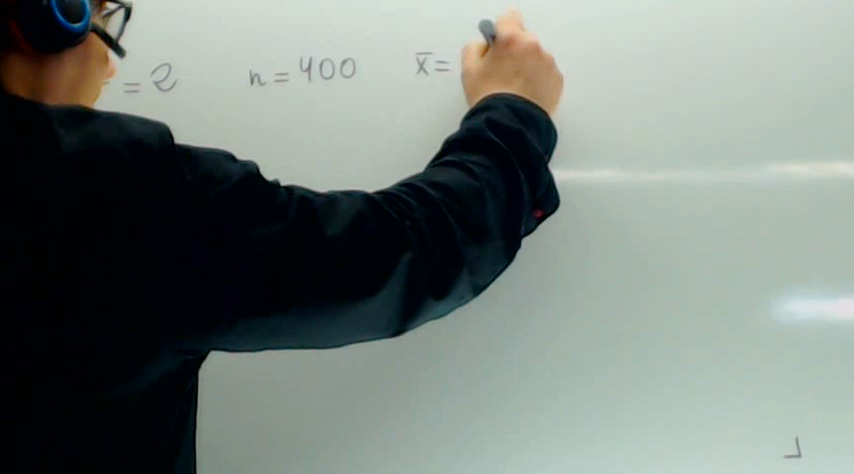 = 2 n = 400 x̄ =